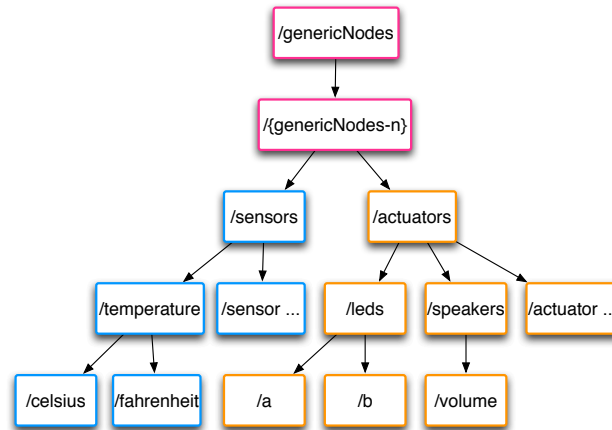 /genericNodes
/{genericNodes-n}
/sensors
/actuators
/temperature
/sensor ...
/leds
/speakers
/actuator ...
/celsius
/fahrenheit
/a
/b
/volume